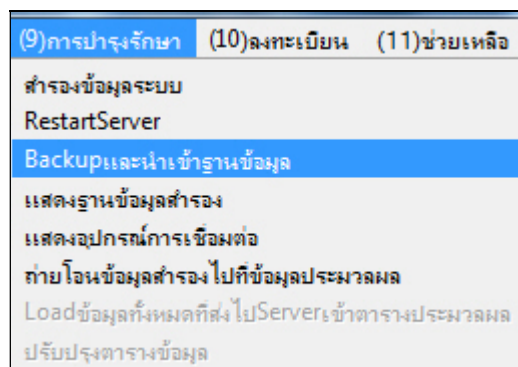 (9)การบำรุงรักษา (10)ลงทะเบียน (11)ช่วยเหลือ
สำรองข้อมูลระบบ
RestartServer
Backupและนำเข้าฐานข้อมูล
แสดงฐานข้อมูลสำรอง
แสดงอุปกรณ์การเชื่อมต่อ
ถ่ายโอนข้อมูลสำรองไปที่ข้อมูลประมวลผล
Loadข้อมูลทั้งหมดที่ส่งไปServerเข้าตารางประมวลผล
ปรับปรุงตารางข้อมูล